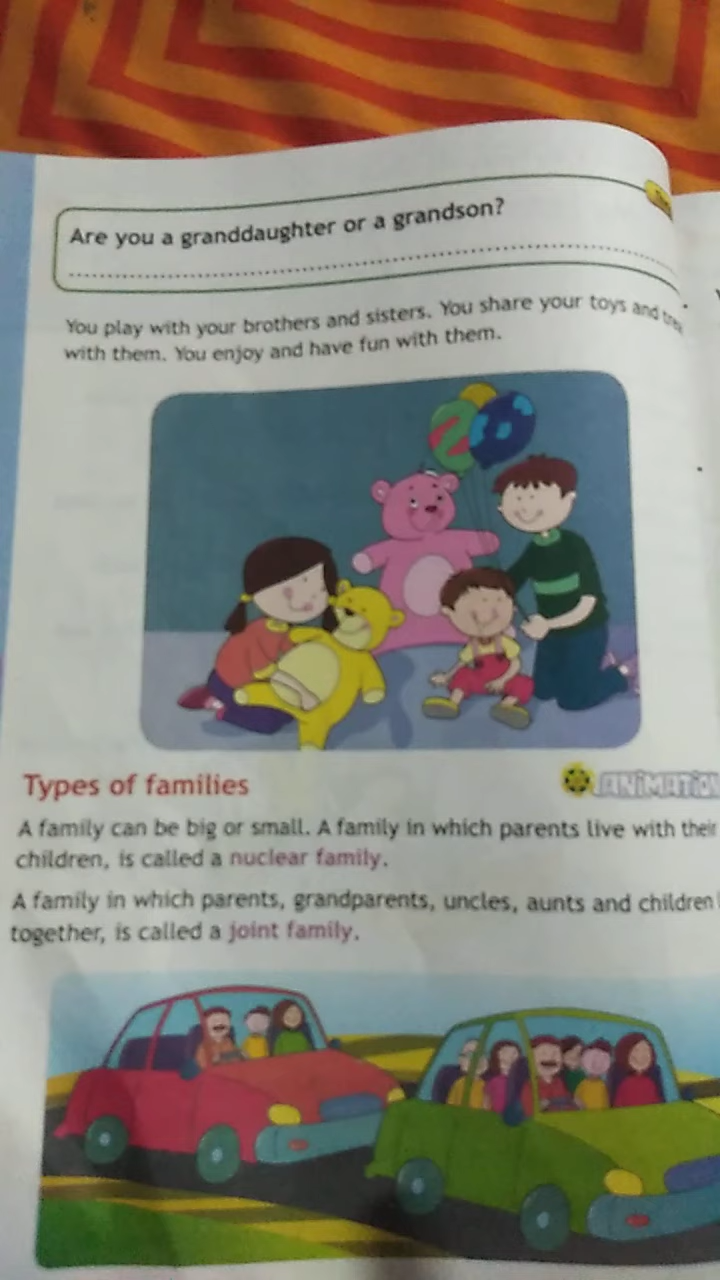 Are you a granddaughter or a grandson?
You play with your brothers and sisters. You share your toys and
with them. You enjoy and have fun with them.
Types of families
ANiMATiO
A family can be big or small. A family in which parents live with their
children, is called a nuclear family.
A family in which parents, grandparents, uncles, aunts and children
together, is called a joint family.